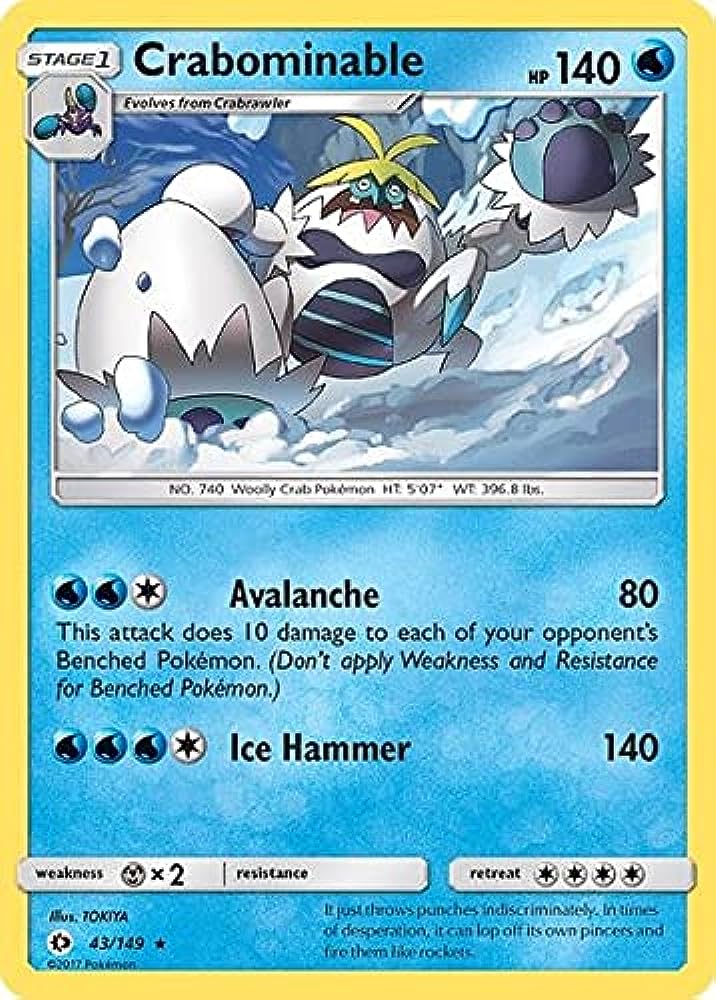 STAGE1
Crabominable
HP 140
Evolves from Crabrawler
NO. 740 Woolly Crab Pokémon HT: 5'07" WT: 396.8 lbs.
Avalanche 80
This attack does 10 damage to each of your opponent's
Benched Pokémon. (Don't apply Weakness and Resistance
for Benched Pokémon.)
Ice Hammer 140
weakness ×2 resistance retreat
Illus. TOKIYA
43/149 ★
©2017 Pokémon
It just throws punches indiscriminately. In times
of desperation, it can lop off its own pincers and
fire them like rockets.